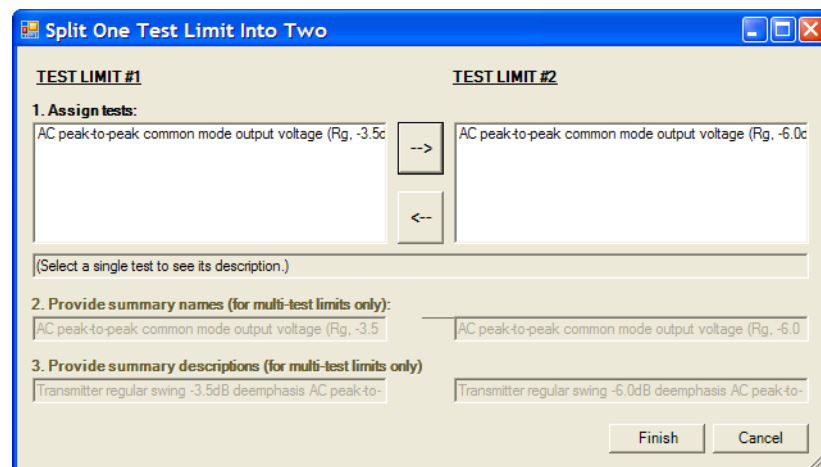 Split One Test Limit Into Two
TEST LIMIT #1
TEST LIMIT #2
1. Assign tests:
AC peak-to-peak common mode output voltage (Rg, -3.5d
-->
AC peak-to-peak common mode output voltage (Rg, -6.0d
<--
(Select a single test to see its description.)
2. Provide summary names (for multi-test limits only):
AC peak-to-peak common mode output voltage (Rg, -3.5
AC peak-to-peak common mode output voltage (Rg, -6.0
3. Provide summary descriptions (for multi-test limits only)
Transmitter regular swing -3.5dB deemphasis AC peak-to-
Transmitter regular swing -6.0dB deemphasis AC peak-to-
Finish
Cancel